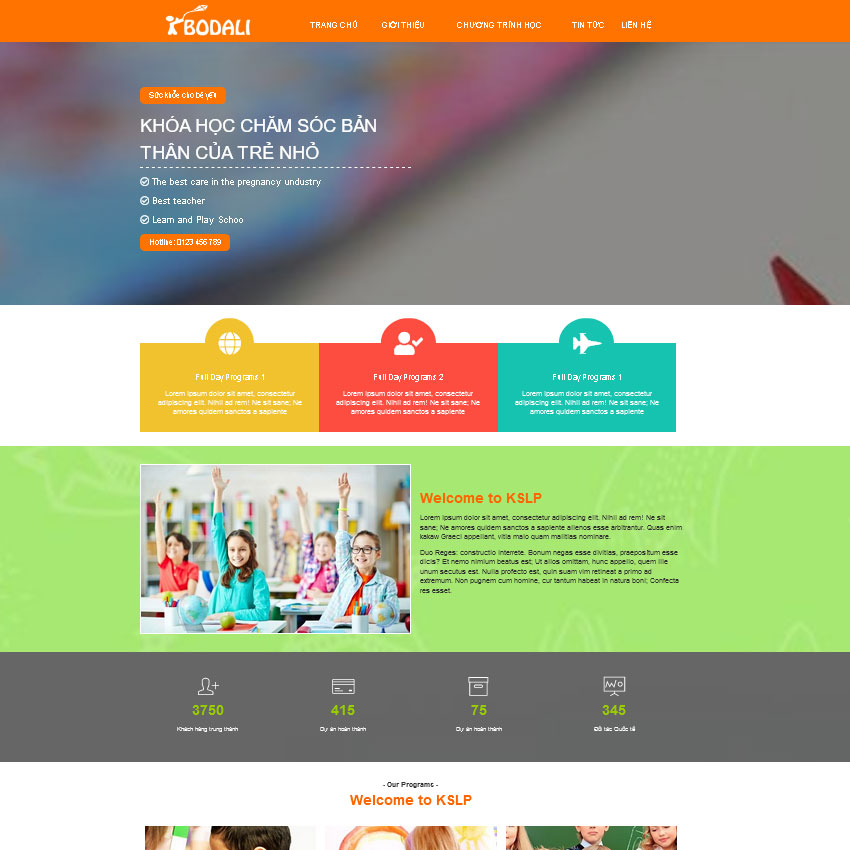 BODALI
TRANG CHỦ GIỚI THIỆU CHƯƠNG TRÌNH HỌC TIN TỨC LIÊN HỆ
Sức khỏe cho bé yêu
KHÓA HỌC CHĂM SÓC BẢN
THÂN CỦA TRẺ NHỎ
The best care in the pregnancy undustry
Best teacher
Learn and Play Schoo
Hotline: 0123 456 789
Full Day Programs 1
Lorem ipsum dolor sit amet, consectetur
adipiscing elit. Nihil ad rem! Ne sit sane; Ne
amores quidem sanctos a sapiente
Full Day Programs 2
Lorem ipsum dolor sit amet, consectetur
adipiscing elit. Nihil ad rem! Ne sit sane; Ne
amores quidem sanctos a sapiente
Full Day Programs 1
Lorem ipsum dolor sit amet, consectetur
adipiscing elit. Nihil ad rem! Ne sit sane; Ne
amores quidem sanctos a sapiente
Welcome to KSLP
Lorem ipsum dolor sit amet, consectetur adipiscing elit. Nihil ad rem! Ne sit
sane; Ne amores quidem sanctos a sapiente alienos esse arbitrantur. Quas enim
kakaw Graeci appellant, vitia malo quam malitias nominare.
Duo Reges: constructio interrete. Bonum negas esse divitias, praepositum esse
dicis? Et nemo nimium beatus est; Ut alios omittam, hunc appello, quem ille
unum secutus est. Nulla profecto est, quin suam vim retineat a primo ad
extremum. Non pugnem cum homine, cur tantum habeat in natura boni; Confecta
res esset.
3750
Khách hàng trung thành
415
Dự án hoàn thành
75
Dự án hoàn thành
345
Đối tác Quốc tế
- Our Programs -
Welcome to KSLP